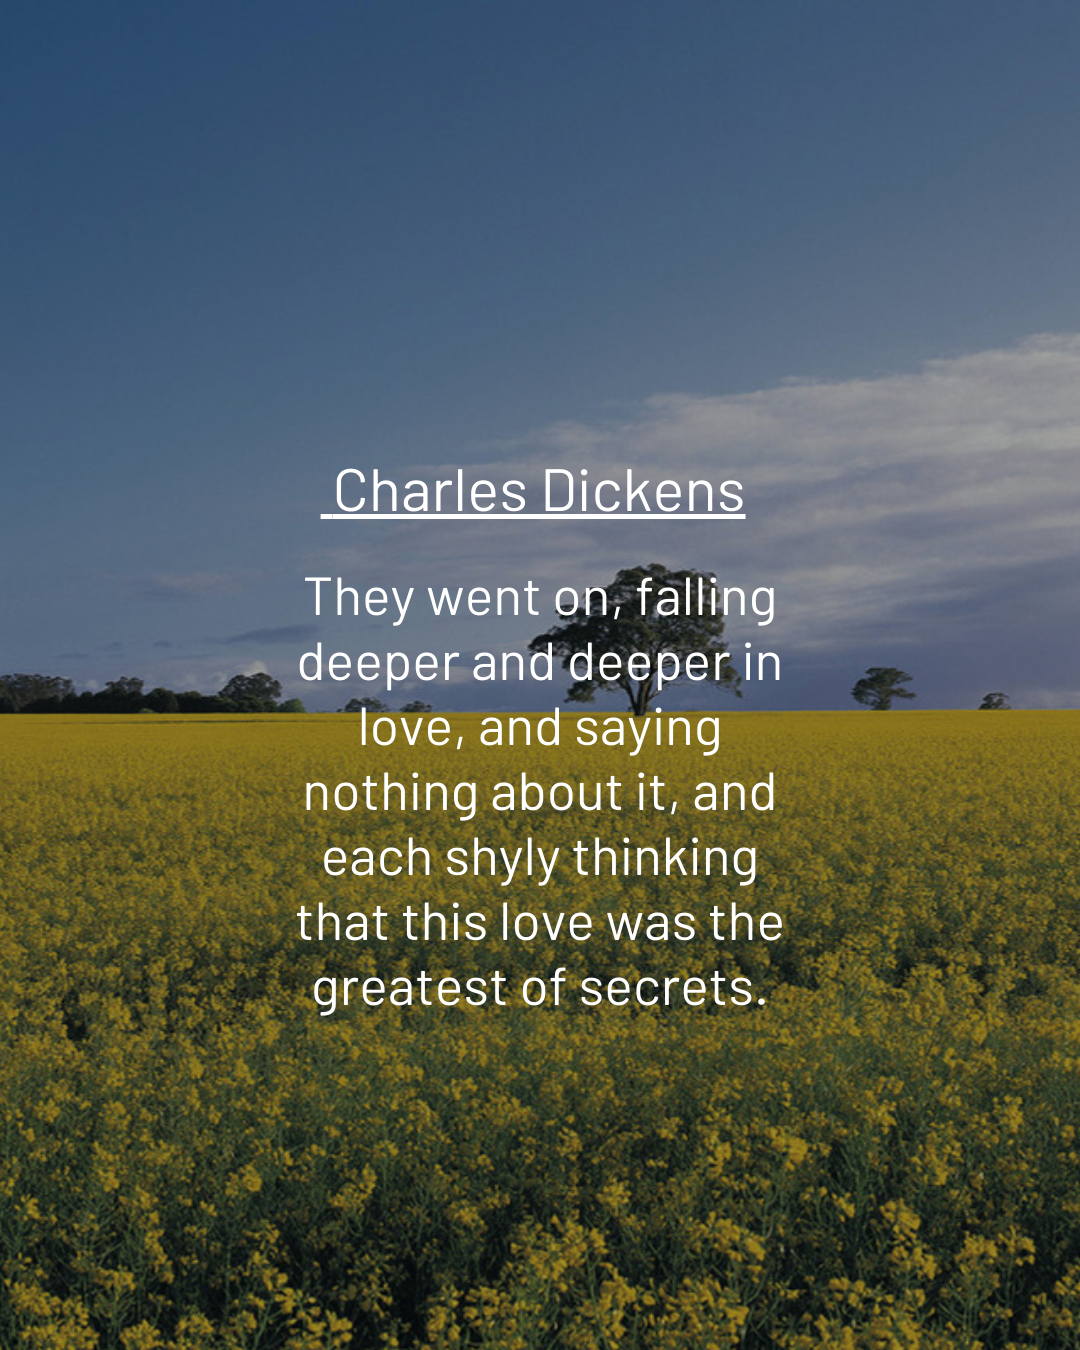 Charles Dickens
They went on, falling
deeper and deeper in
love, and saying
nothing about it, and
each shyly thinking
that this love was the
greatest of secrets.